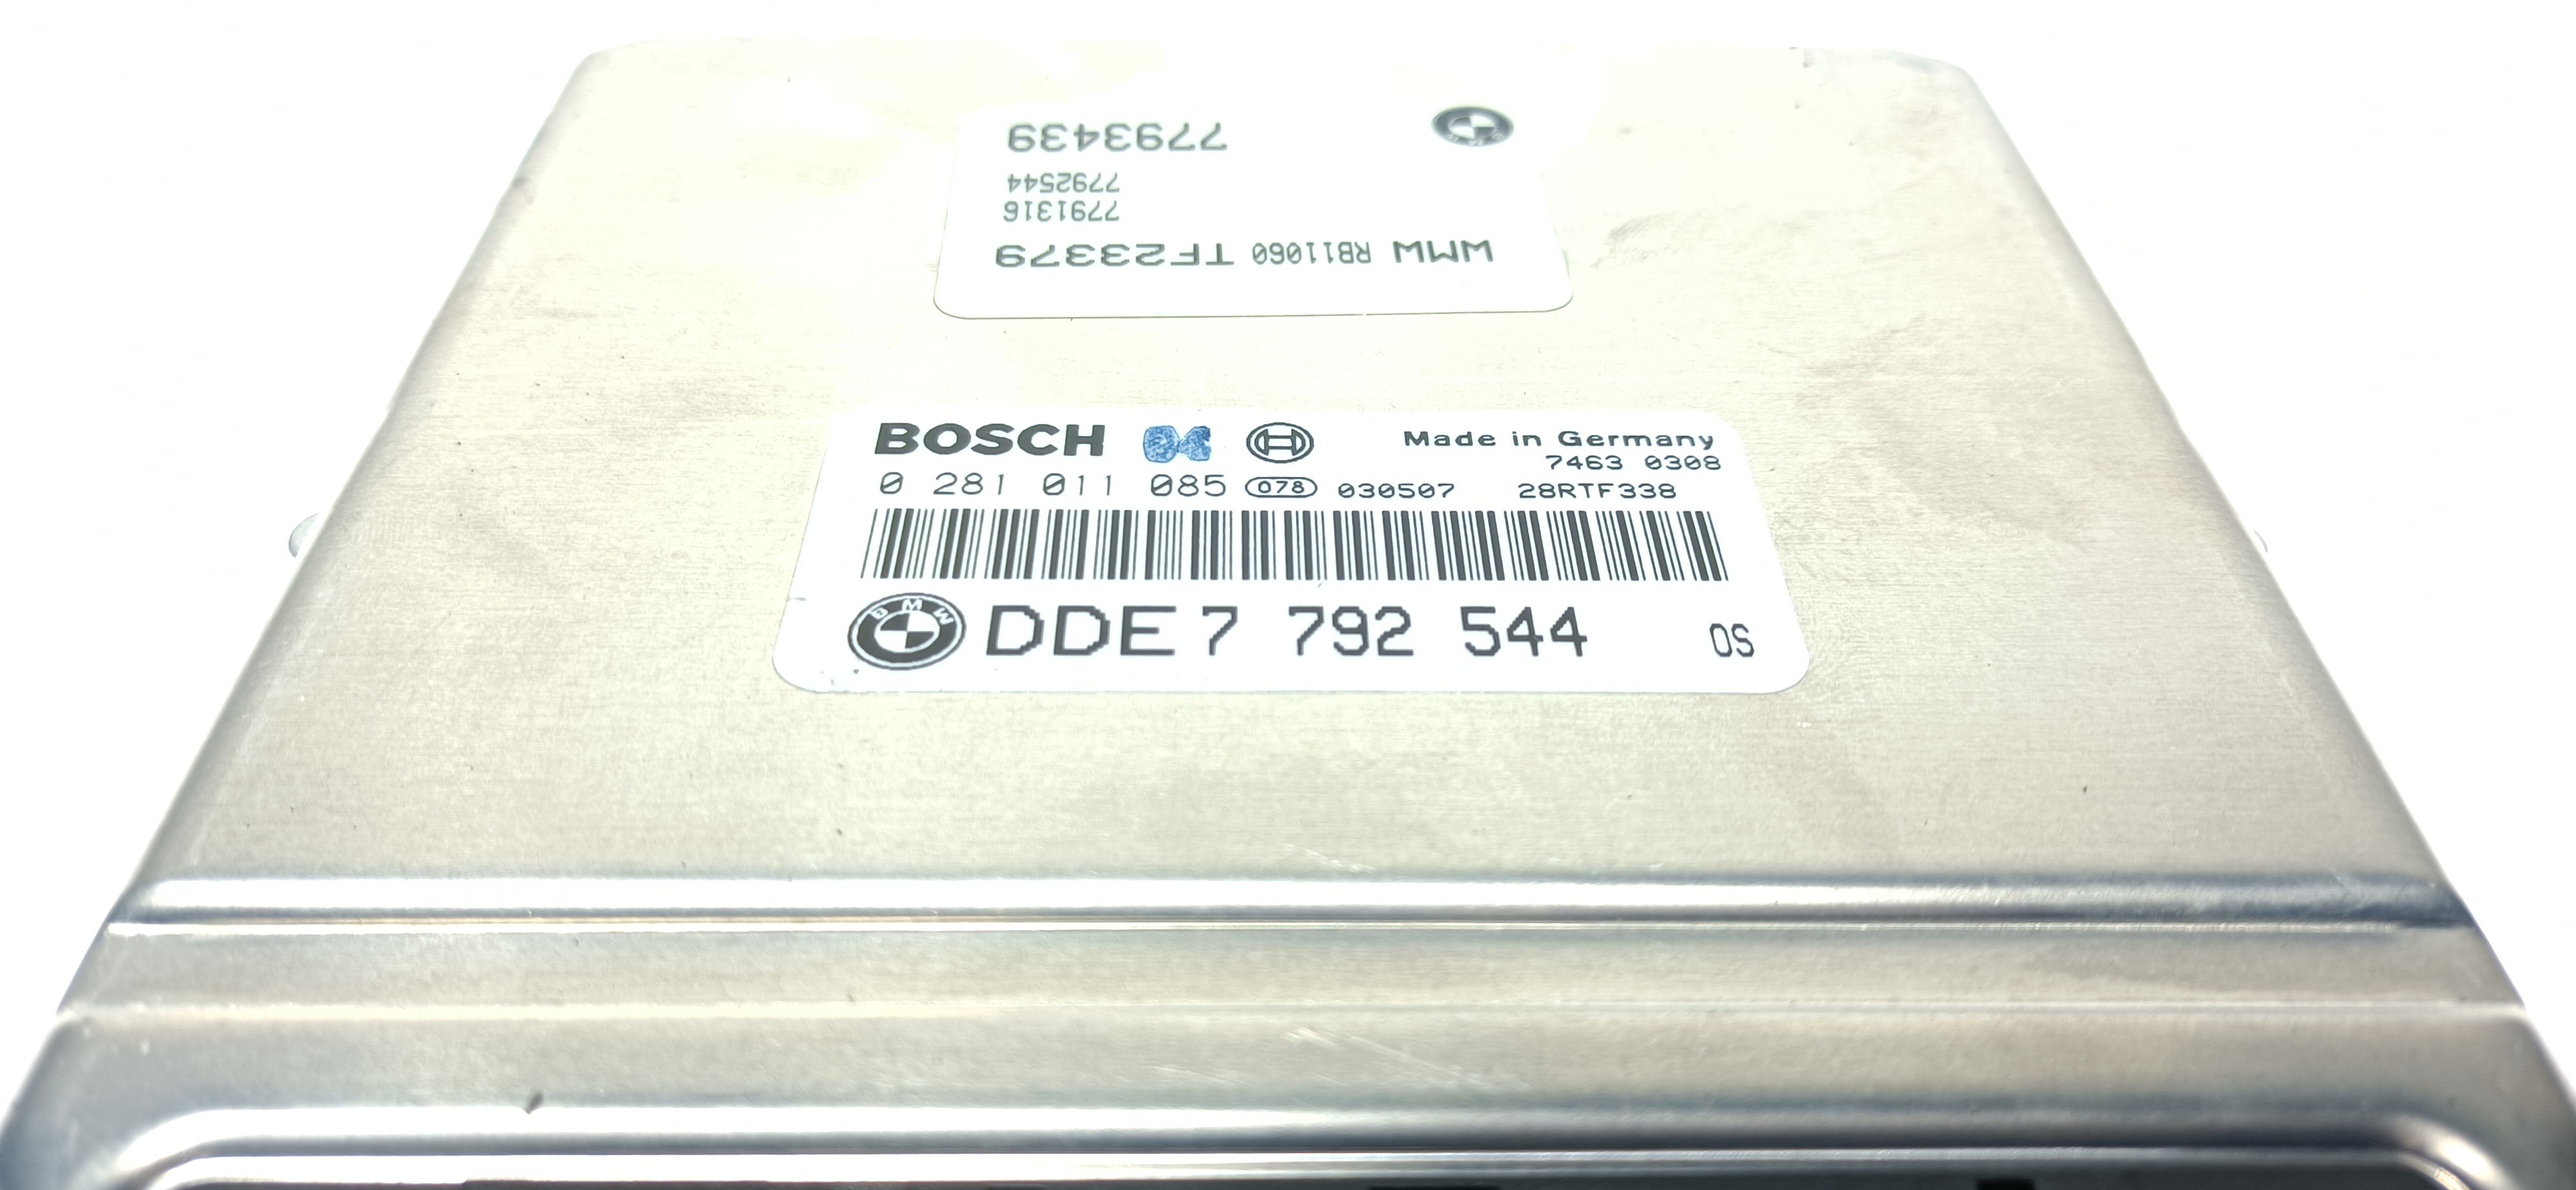 7793439
7792544
7791316
WMW RB11060 TF23379
BOSCH
Made in Germany
7463 0308
0 281 011 085 078 030507 28RTF338
BMW DDE 7 792 544 OS